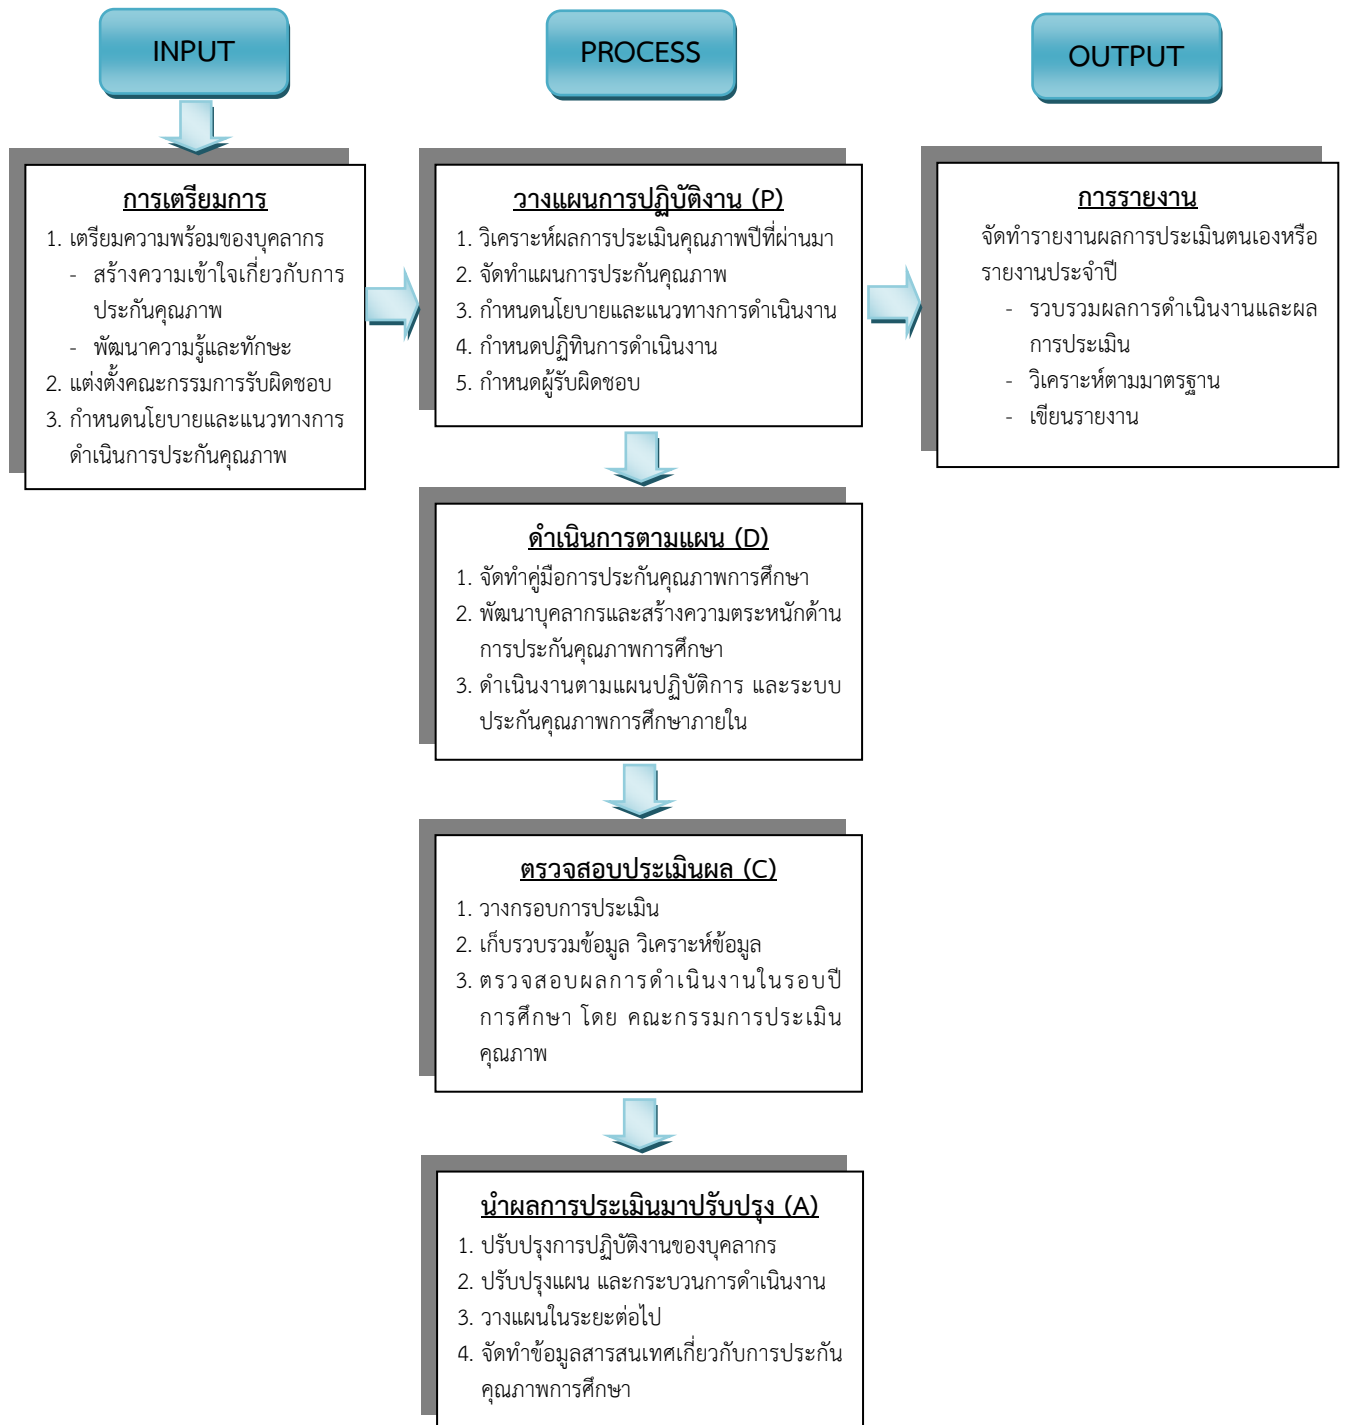 INPUT
PROCESS
OUTPUT
การเตรียมการ
1. เตรียมความพร้อมของบุคลากร
- สร้างความเข้าใจเกี่ยวกับการ
ประกันคุณภาพ
- พัฒนาความรู้และทักษะ
2. แต่งตั้งคณะกรรมการรับผิดชอบ
3. กำหนดนโยบายและแนวทางการ
ดำเนินการประกันคุณภาพ
วางแผนการปฏิบัติงาน (P)
1. วิเคราะห์ผลการประเมินคุณภาพปีที่ผ่านมา
2. จัดทำแผนการประกันคุณภาพ
3. กำหนดนโยบายและแนวทางการดำเนินงาน
4. กำหนดปฏิทินการดำเนินงาน
5. กำหนดผู้รับผิดชอบ
การรายงาน
จัดทำรายงานผลการประเมินตนเองหรือ
รายงานประจำปี
- รวบรวมผลการดำเนินงานและผล
การประเมิน
- วิเคราะห์ตามมาตรฐาน
- เขียนรายงาน
ดำเนินการตามแผน (D)
1. จัดทำคู่มือการประกันคุณภาพการศึกษา
2. พัฒนาบุคลากรและสร้างความตระหนักด้าน
การประกันคุณภาพการศึกษา
3. ดำเนินงานตามแผนปฏิบัติการ และระบบ
ประกันคุณภาพการศึกษาภายใน
ตรวจสอบประเมินผล (C)
1. วางกรอบการประเมิน
2. เก็บรวบรวมข้อมูล วิเคราะห์ข้อมูล
3. ตรวจสอบผลการดำเนินงานในรอบปี
การศึกษา โดย คณะกรรมการประเมิน
คุณภาพ
นำผลการประเมินมาปรับปรุง (A)
1. ปรับปรุงการปฏิบัติงานของบุคลากร
2. ปรับปรุงแผน และกระบวนการดำเนินงาน
3. วางแผนในระยะต่อไป
4. จัดทำข้อมูลสารสนเทศเกี่ยวกับการประกัน
คุณภาพการศึกษา